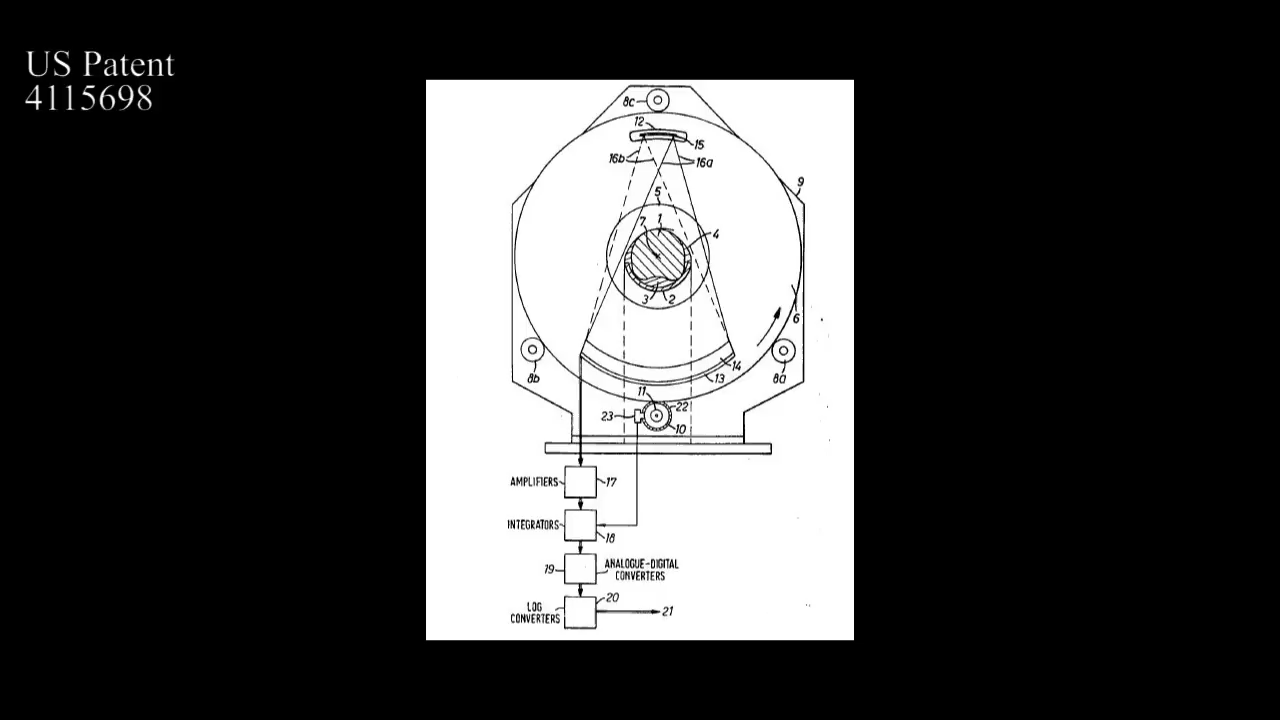 US Patent
4115698
8c
12
15
16b
16a
9
5
7
1
4
3
2
6
14
13
8b
8a
11
22
23
10
AMPLIFIERS
17
INTEGRATORS
18
19
ANALOGUE-DIGITAL
CONVERTERS
20
LOG
CONVERTERS
21